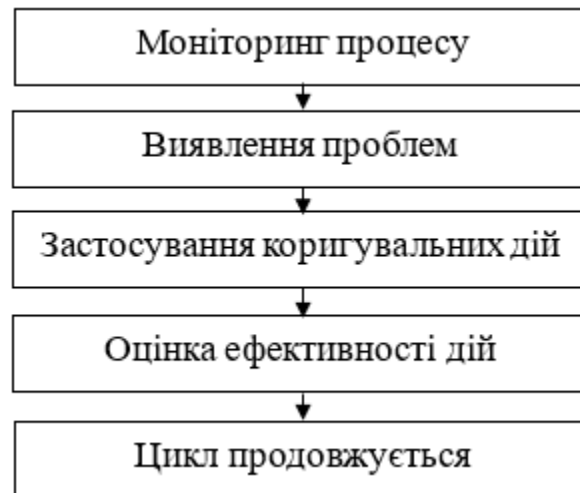 Моніторинг процесу
Виявлення проблем
Застосування коригувальних дій
Оцінка ефективності дій
Цикл продовжується